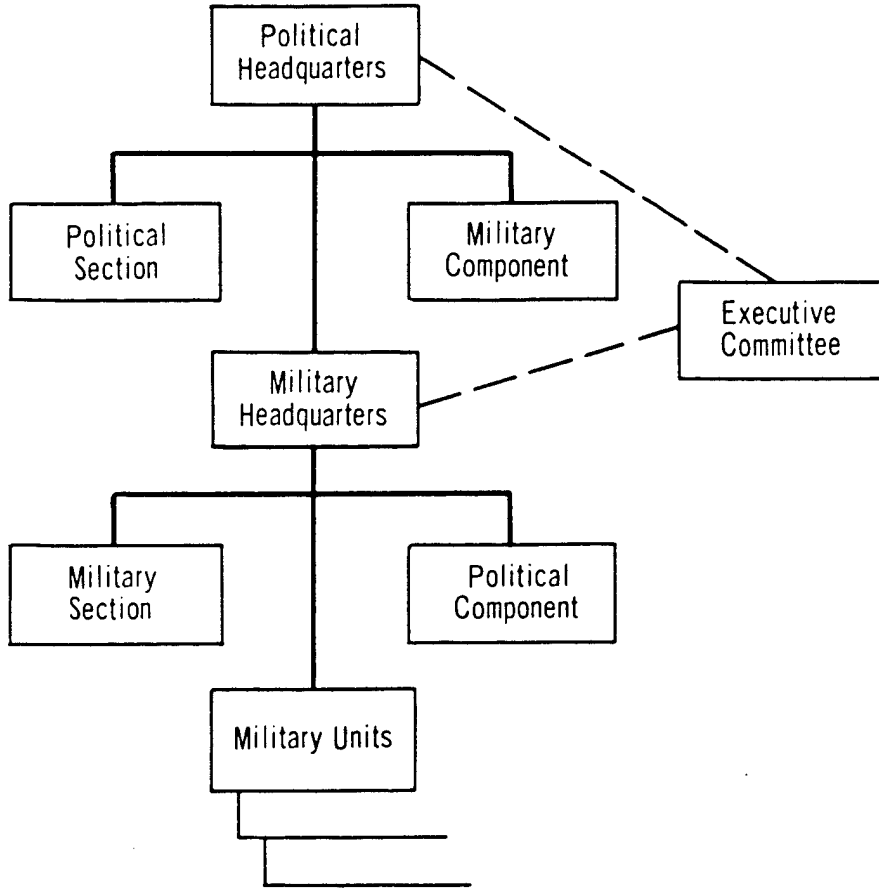 Political
Headquarters
Political
Section
Military
Component
Executive
Committee
Military
Headquarters
Military
Section
Political
Component
Military Units